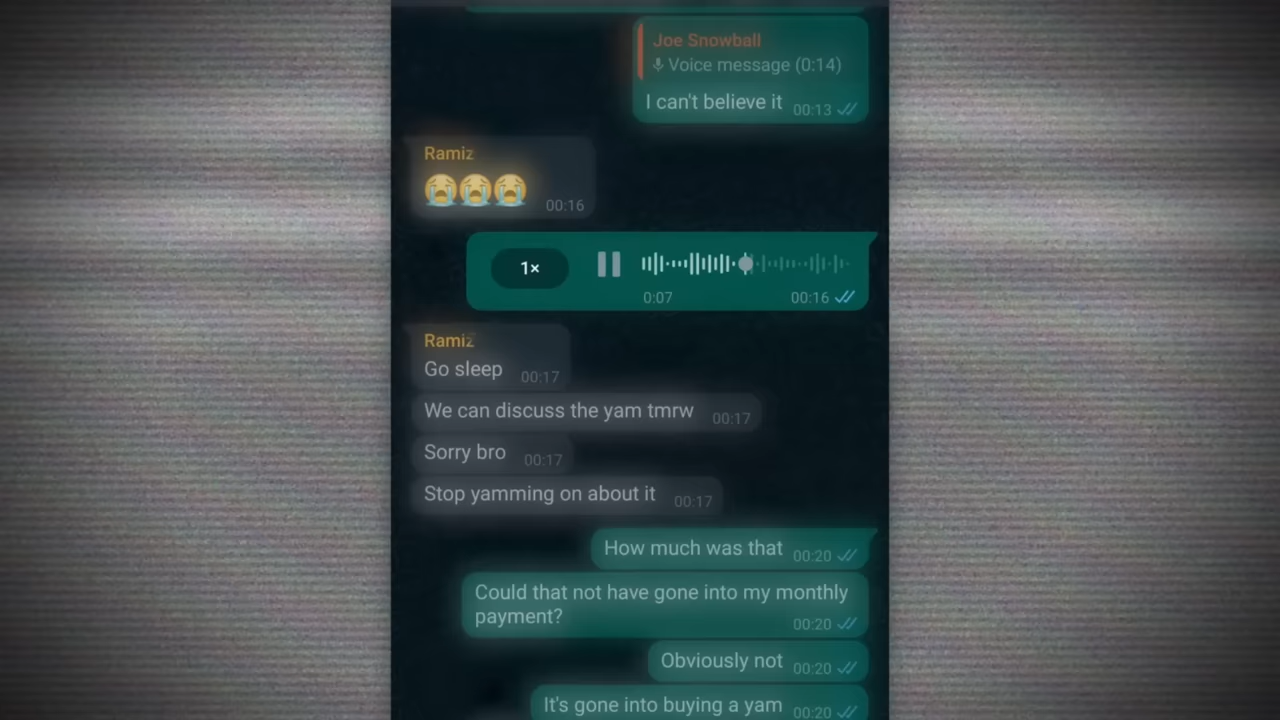 Joe Snowball
Voice message (0:14)
I can't believe it 00:13
Ramiz
😭😭😭 00:16
1×
0:07 00:16
Ramiz
Go sleep 00:17
We can discuss the yam tmrw 00:17
Sorry bro 00:17
Stop yamming on about it 00:17
How much was that 00:20
Could that not have gone into my monthly
payment? 00:20
Obviously not 00:20
It's gone into buying a yam 00:20